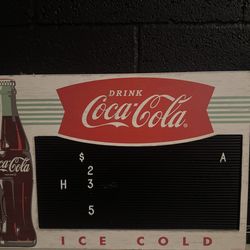 DRINK
Coca-Cola®
Coca-Cola
$ A
2
H 3
5
ICE COLD